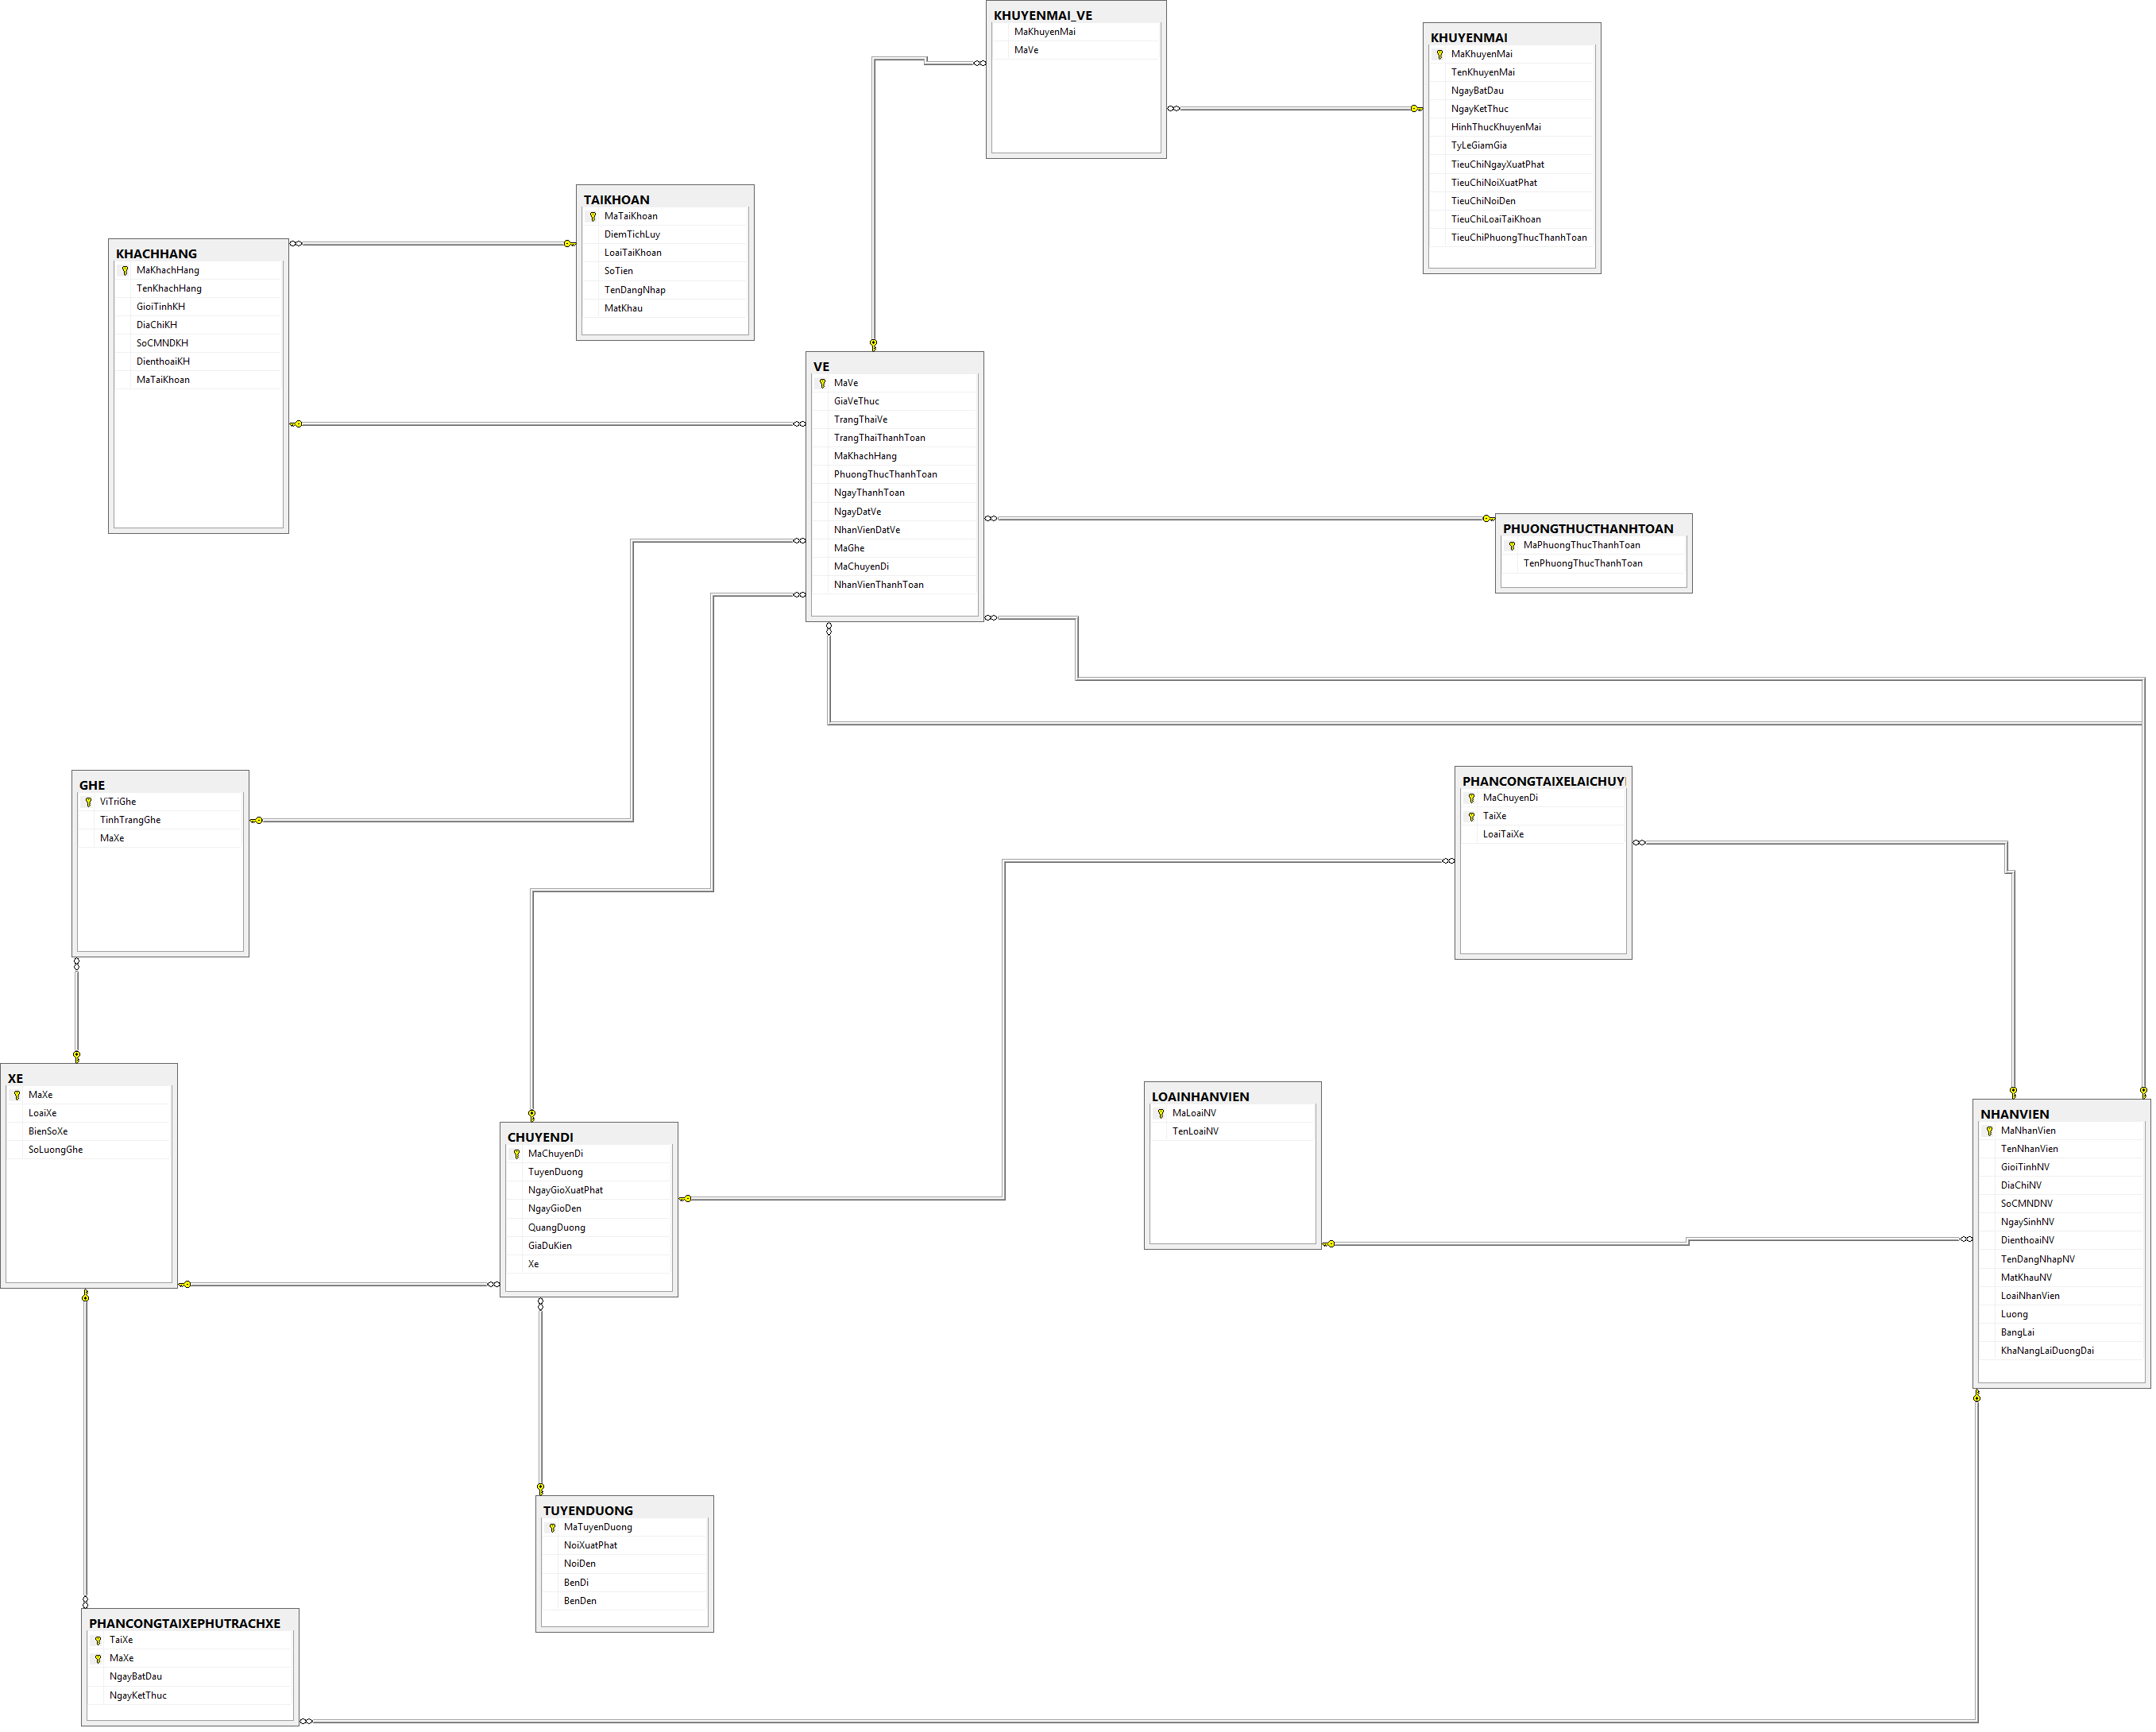 KHUYENMAI_VE
MaKhuyenMai
MaVe
KHUYENMAI
MaKhuyenMai
TenKhuyenMai
NgayBatDau
NgayKetThuc
HinhThucKhuyenMai
TyLeGiamGia
TieuChiNgayXuatPhat
TieuChiNoiXuatPhat
TieuChiNoiDen
TieuChiLoaiTaiKhoan
TieuChiPhuongThucThanhToan
TAIKHOAN
MaTaiKhoan
DiemTichLuy
LoaiTaiKhoan
SoTien
TenDangNhap
MatKhau
KHACHHANG
MaKhachHang
TenKhachHang
GioiTinhKH
DiaChiKH
SoCMNDKH
DienthoaiKH
MaTaiKhoan
VE
MaVe
GiaVeThuc
TrangThaiVe
TrangThaiThanhToan
MaKhachHang
PhuongThucThanhToan
NgayThanhToan
NgayDatVe
NhanVienDatVe
MaGhe
MaChuyenDi
NhanVienThanhToan
PHUONGTHUCTHANHTOAN
MaPhuongThucThanhToan
TenPhuongThucThanhToan
GHE
ViTriGhe
TinhTrangGhe
MaXe
PHANCONGTAIXELAICHUY
MaChuyenDi
TaiXe
LoaiTaiXe
XE
MaXe
LoaiXe
BienSoXe
SoLuongGhe
LOAINHANVIEN
MaLoaiNV
TenLoaiNV
NHANVIEN
MaNhanVien
TenNhanVien
GioiTinhNV
DiaChiNV
SoCMNDNV
NgaySinhNV
DienthoaiNV
TenDangNhapNV
MatKhauNV
LoaiNhanVien
Luong
BangLai
KhaNangLaiDuongDai
CHUYENDI
MaChuyenDi
TuyenDuong
NgayGioXuatPhat
NgayGioDen
QuangDuong
GiaDuKien
Xe
TUYENDUONG
MaTuyenDuong
NoiXuatPhat
NoiDen
BenDi
BenDen
PHANCONGTAIXEPHUTRACHXE
TaiXe
MaXe
NgayBatDau
NgayKetThuc